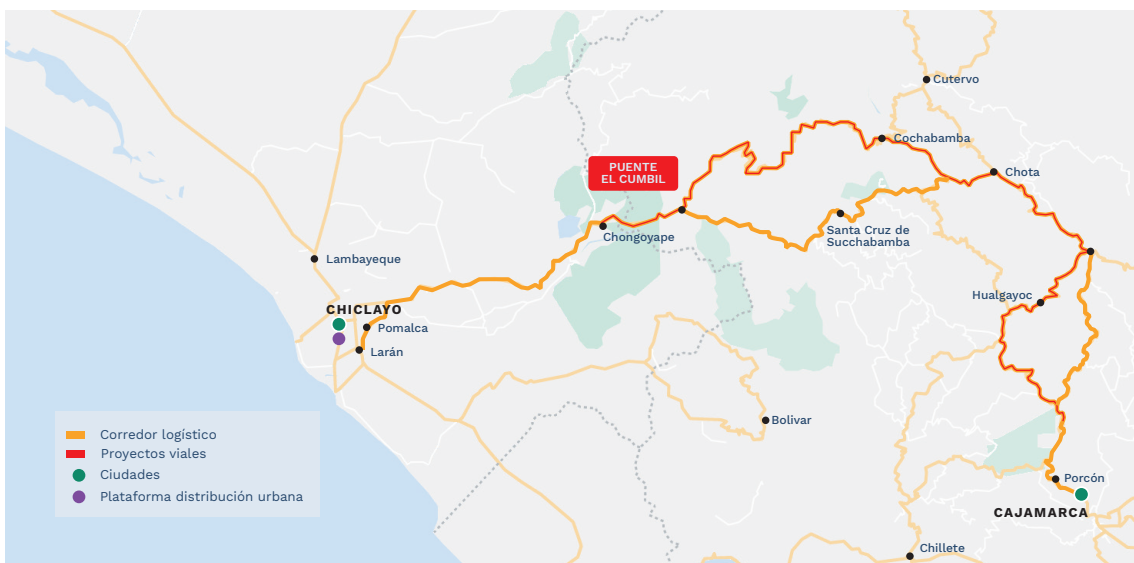 Cutervo
Cochabamba
PUENTE
EL CUMBIL
Chota
Chongoyape
Santa Cruz de
Succhabamba
Lambayeque
Hualgayoc
CHICLAYO
Pomalca
Larán
Bolivar
Corredor logístico
Proyectos viales
Ciudades
Plataforma distribución urbana
Porcón
CAJAMARCA
Chillete